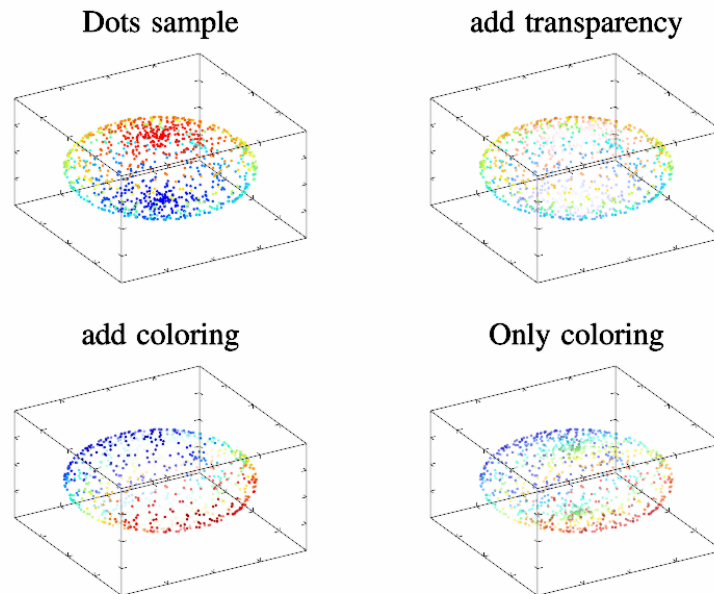 Dots sample
add transparency
add coloring
Only coloring